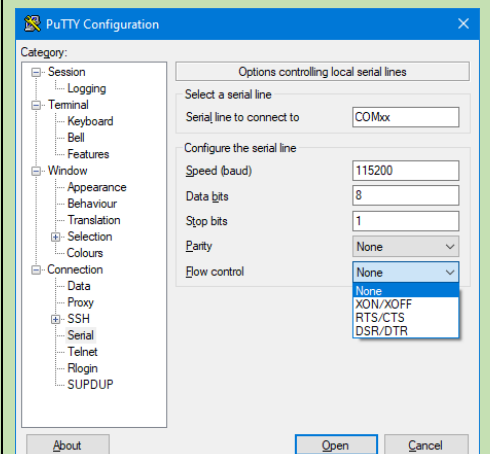 PuTTY Configuration
Category:
Session
Logging
Terminal
Keyboard
Bell
Features
Window
Appearance
Behaviour
Translation
Selection
Colours
Connection
Data
Proxy
SSH
Serial
Telnet
Rlogin
SUPDUP
Options controlling local serial lines
Select a serial line
Serial line to connect to COMxx
Configure the serial line
Speed (baud) 115200
Data bits 8
Stop bits 1
Parity None
Flow control None
None
XON/XOFF
RTS/CTS
DSR/DTR
About Open Cancel